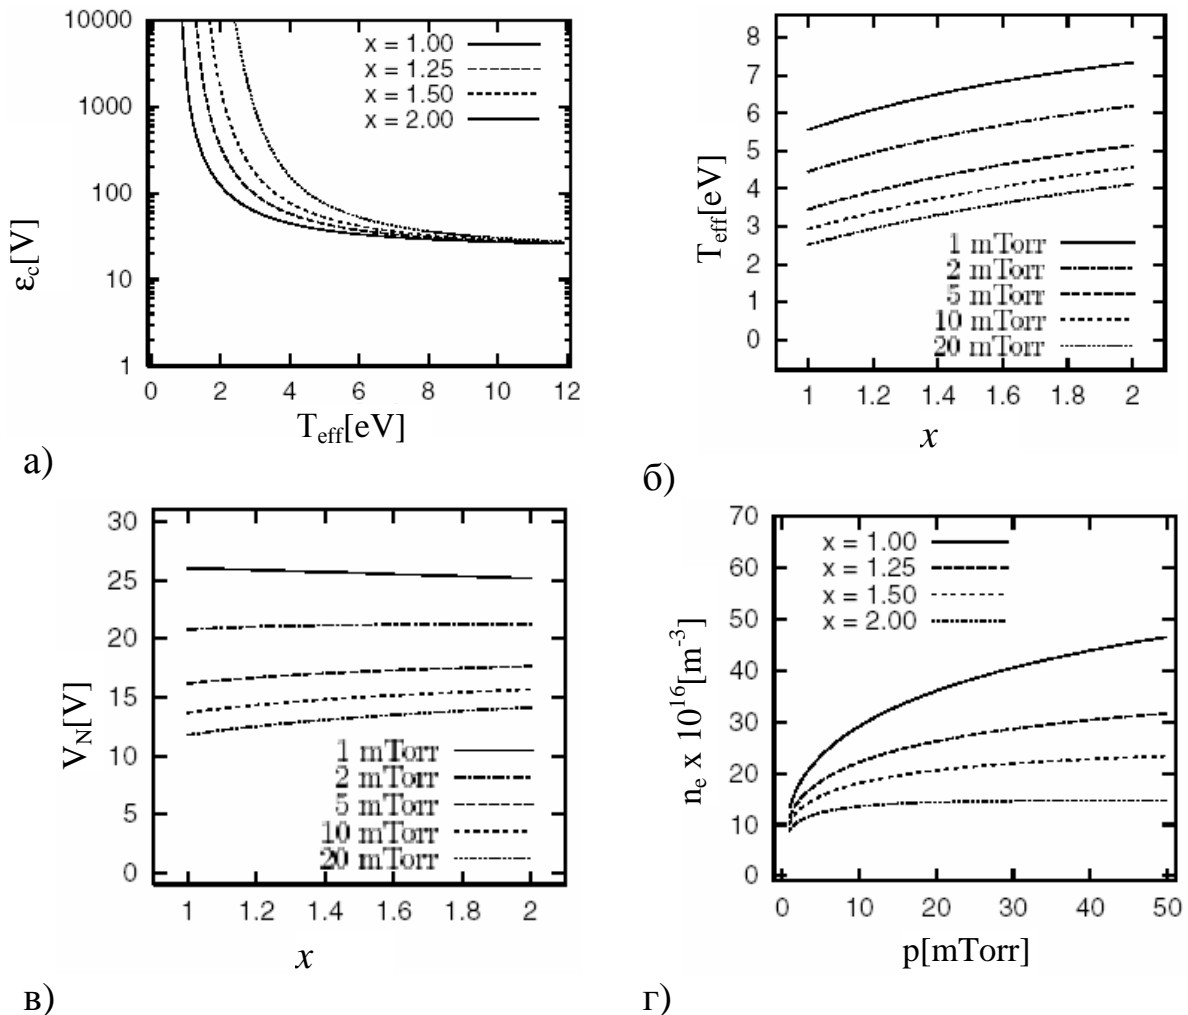 10000
1000
100
10
1
ε_c[V]
x = 1.00
x = 1.25
x = 1.50
x = 2.00
0 2 4 6 8 10 12
T_eff[eV]
а)
8
7
6
5
4
3
2
1
0
T_eff[eV]
1 mTorr
2 mTorr
5 mTorr
10 mTorr
20 mTorr
1 1.2 1.4 1.6 1.8 2
x
б)
30
25
20
15
10
5
0
V_N[V]
1 mTorr
2 mTorr
5 mTorr
10 mTorr
20 mTorr
1 1.2 1.4 1.6 1.8 2
x
в)
70
60
50
40
30
20
10
0
n_e x 10^16[m^-3]
x = 1.00
x = 1.25
x = 1.50
x = 2.00
0 10 20 30 40 50
p[mTorr]
г)